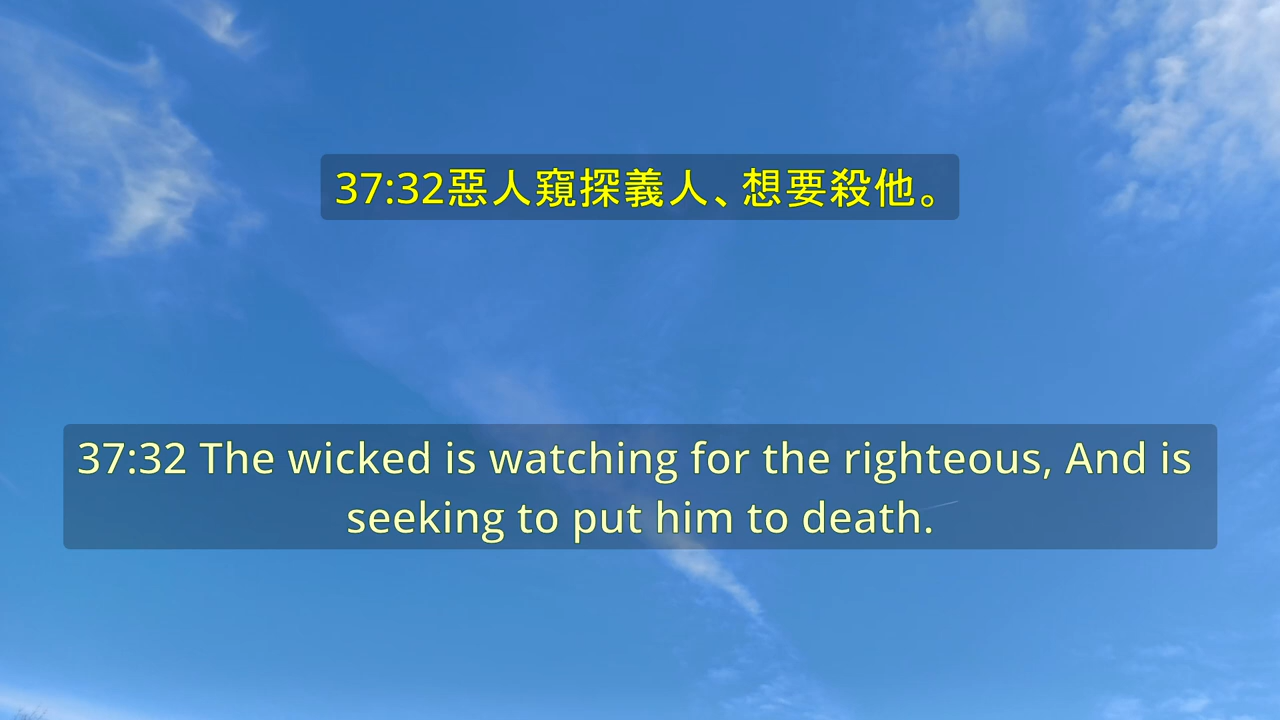 37:32惡人窺探義人、想要殺他。
37:32 The wicked is watching for the righteous, And is
seeking to put him to death.